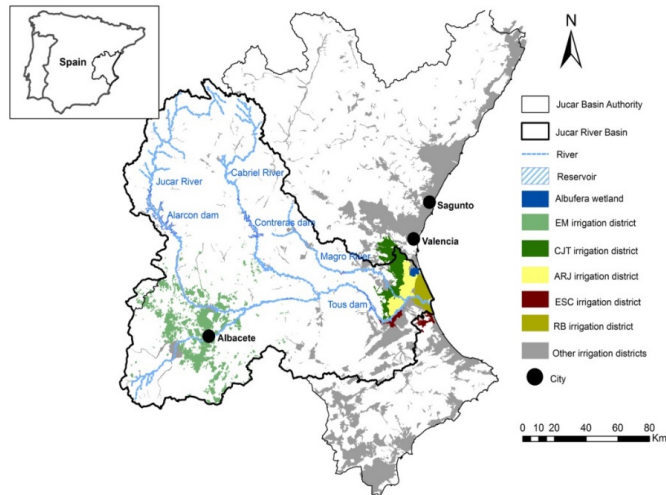 Spain
N
Jucar Basin Authority
Jucar River Basin
River
Reservoir
Albufera wetland
EM irrigation district
CJT irrigation district
ARJ irrigation district
ESC irrigation district
RB irrigation district
Other irrigation districts
City
0 10 20 40 60 80
Km
Cabriel River
Jucar River
Alarcon dam
Contreras dam
Sagunto
Valencia
Magro River
Tous dam
Albacete